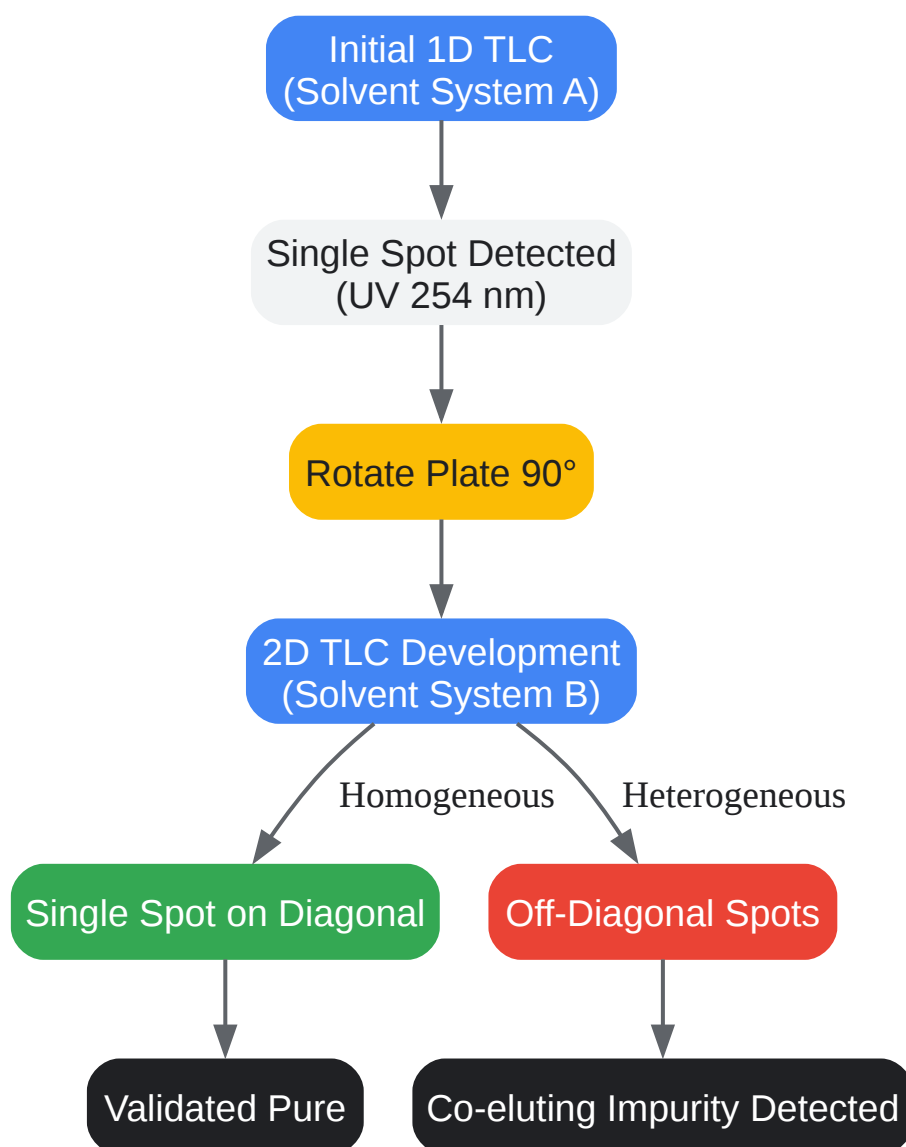 Initial 1D TLC
(Solvent System A)
Single Spot Detected
(UV 254 nm)
Rotate Plate 90°
2D TLC Development
(Solvent System B)
Homogeneous
Heterogeneous
Single Spot on Diagonal
Off-Diagonal Spots
Validated Pure
Co-eluting Impurity Detected